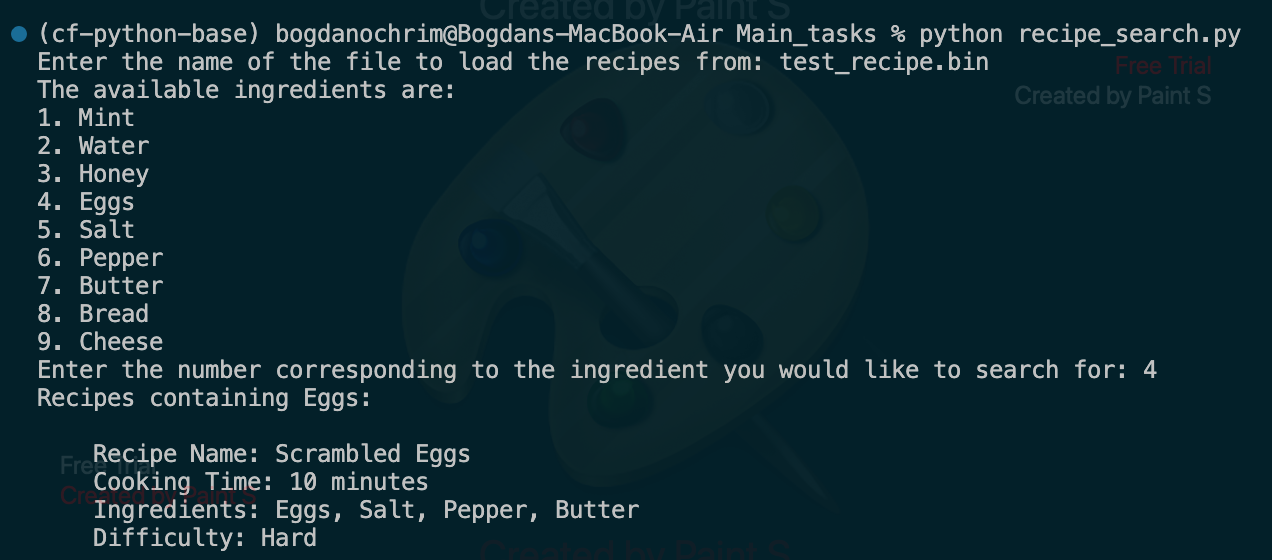 Created by Paint S
(cf-python-base) bogdanochrim@Bogdans-MacBook-Air Main_tasks % python recipe_search.py
Enter the name of the file to load the recipes from: test_recipe.bin
Free Trial
The available ingredients are:
Created by Paint S
1. Mint
2. Water
3. Honey
4. Eggs
5. Salt
6. Pepper
7. Butter
8. Bread
9. Cheese
Enter the number corresponding to the ingredient you would like to search for: 4
Recipes containing Eggs:
Recipe Name: Scrambled Eggs
Free Trial
Cooking Time: 10 minutes
Created by Paint S
Ingredients: Eggs, Salt, Pepper, Butter
Difficulty: Hard
Created by Paint S